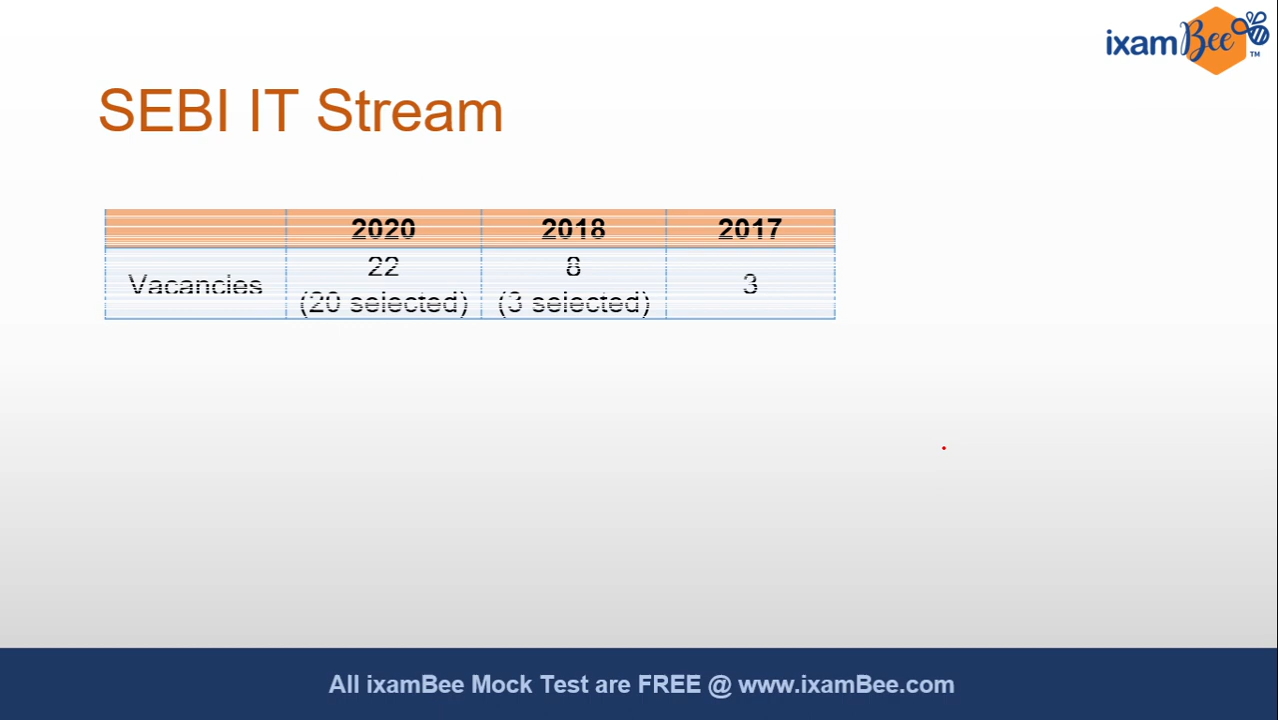 ixamBee
TM
SEBI IT Stream
2020 2018 2017
Vacancies 22 (20 selected) 8 (3 selected) 3
All ixamBee Mock Test are FREE @ www.ixamBee.com